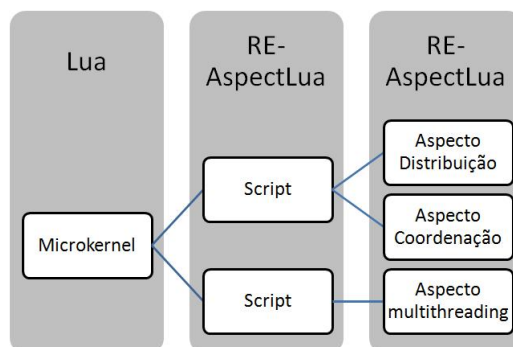 Lua
RE-
AspectLua
RE-
AspectLua
Microkernel
Script
Script
Aspecto
Distribuição
Aspecto
Coordenação
Aspecto
multithreading